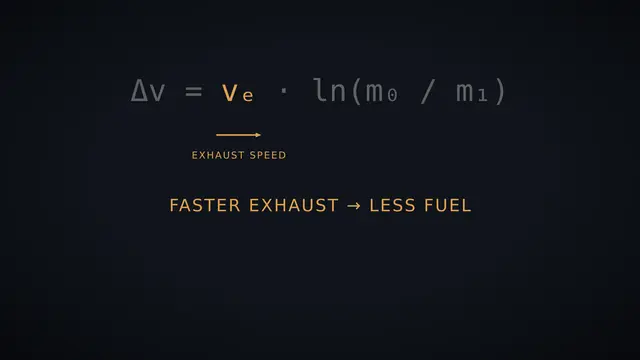 Δv = vₑ · ln(m₀ / m₁)
EXHAUST SPEED
FASTER EXHAUST → LESS FUEL